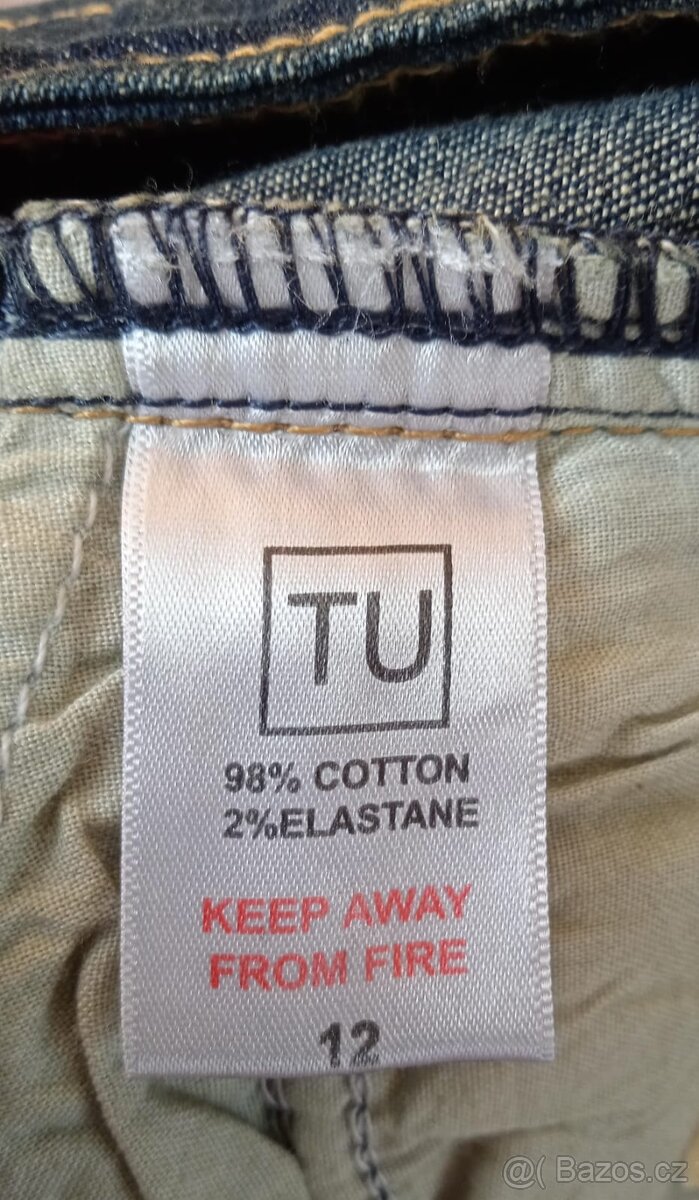 TU
98% COTTON
2%ELASTANE
KEEP AWAY
FROM FIRE
12
@( Bazos.cz